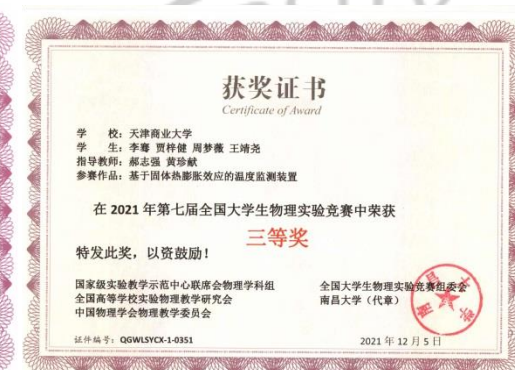 获奖证书
Certificate of Award
学 校：天津商业大学
学 生：李骞 贾梓健 周梦薇 王靖尧
指导教师：郝志强 黄珍献
参赛作品：基于固体热膨胀效应的温度监测装置
在 2021 年第七届全国大学生物理实验竞赛中荣获
三等奖
特发此奖，以资鼓励！
国家级实验教学示范中心联席会物理学科组
全国高等学校实验物理教学研究会
中国物理学会物理教学委员会
全国大学生物理实验竞赛组委会
南昌大学（代章）
证件编号：QGWLSYCX-1-0351
2021 年 12 月 5 日